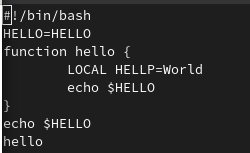 #!/bin/bash
HELLO=HELLO
function hello {
        LOCAL HELLP=World
        echo $HELLO
}
echo $HELLO
hello